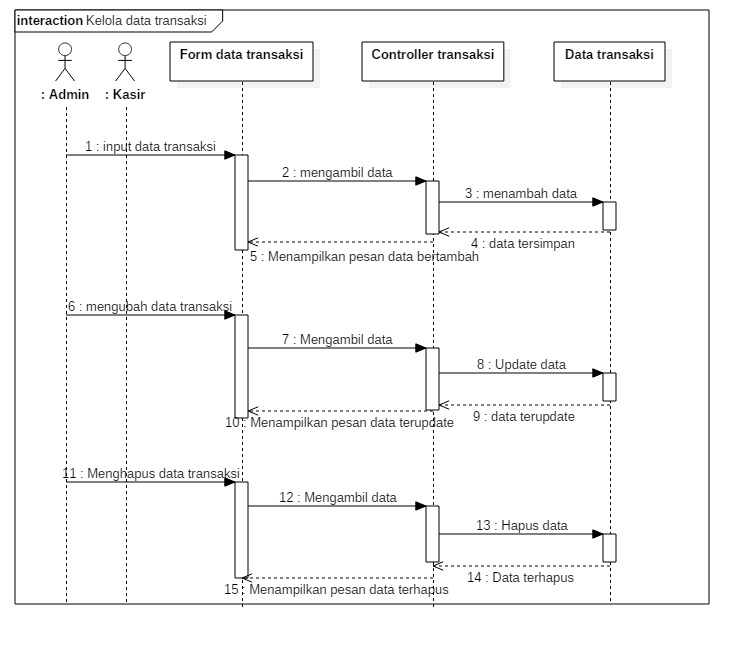 interaction Kelola data transaksi
Form data transaksi
Controller transaksi
Data transaksi
: Admin
: Kasir
1 : input data transaksi
2 : mengambil data
3 : menambah data
4 : data tersimpan
5 : Menampilkan pesan data bertambah
6 : mengubah data transaksi
7 : Mengambil data
8 : Update data
9 : data terupdate
10 : Menampilkan pesan data terupdate
11 : Menghapus data transaksi
12 : Mengambil data
13 : Hapus data
14 : Data terhapus
15 : Menampilkan pesan data terhapus